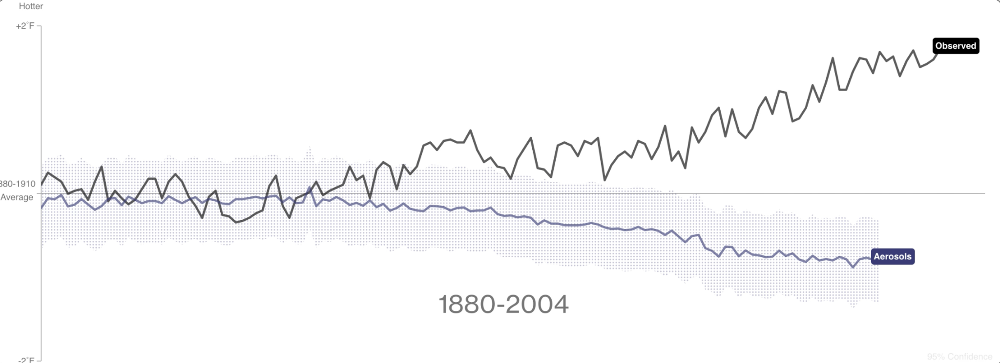 Hotter
+2°F
Observed
880-1910
Average
Aerosols
1880-2004
-2°F
95% Confidence